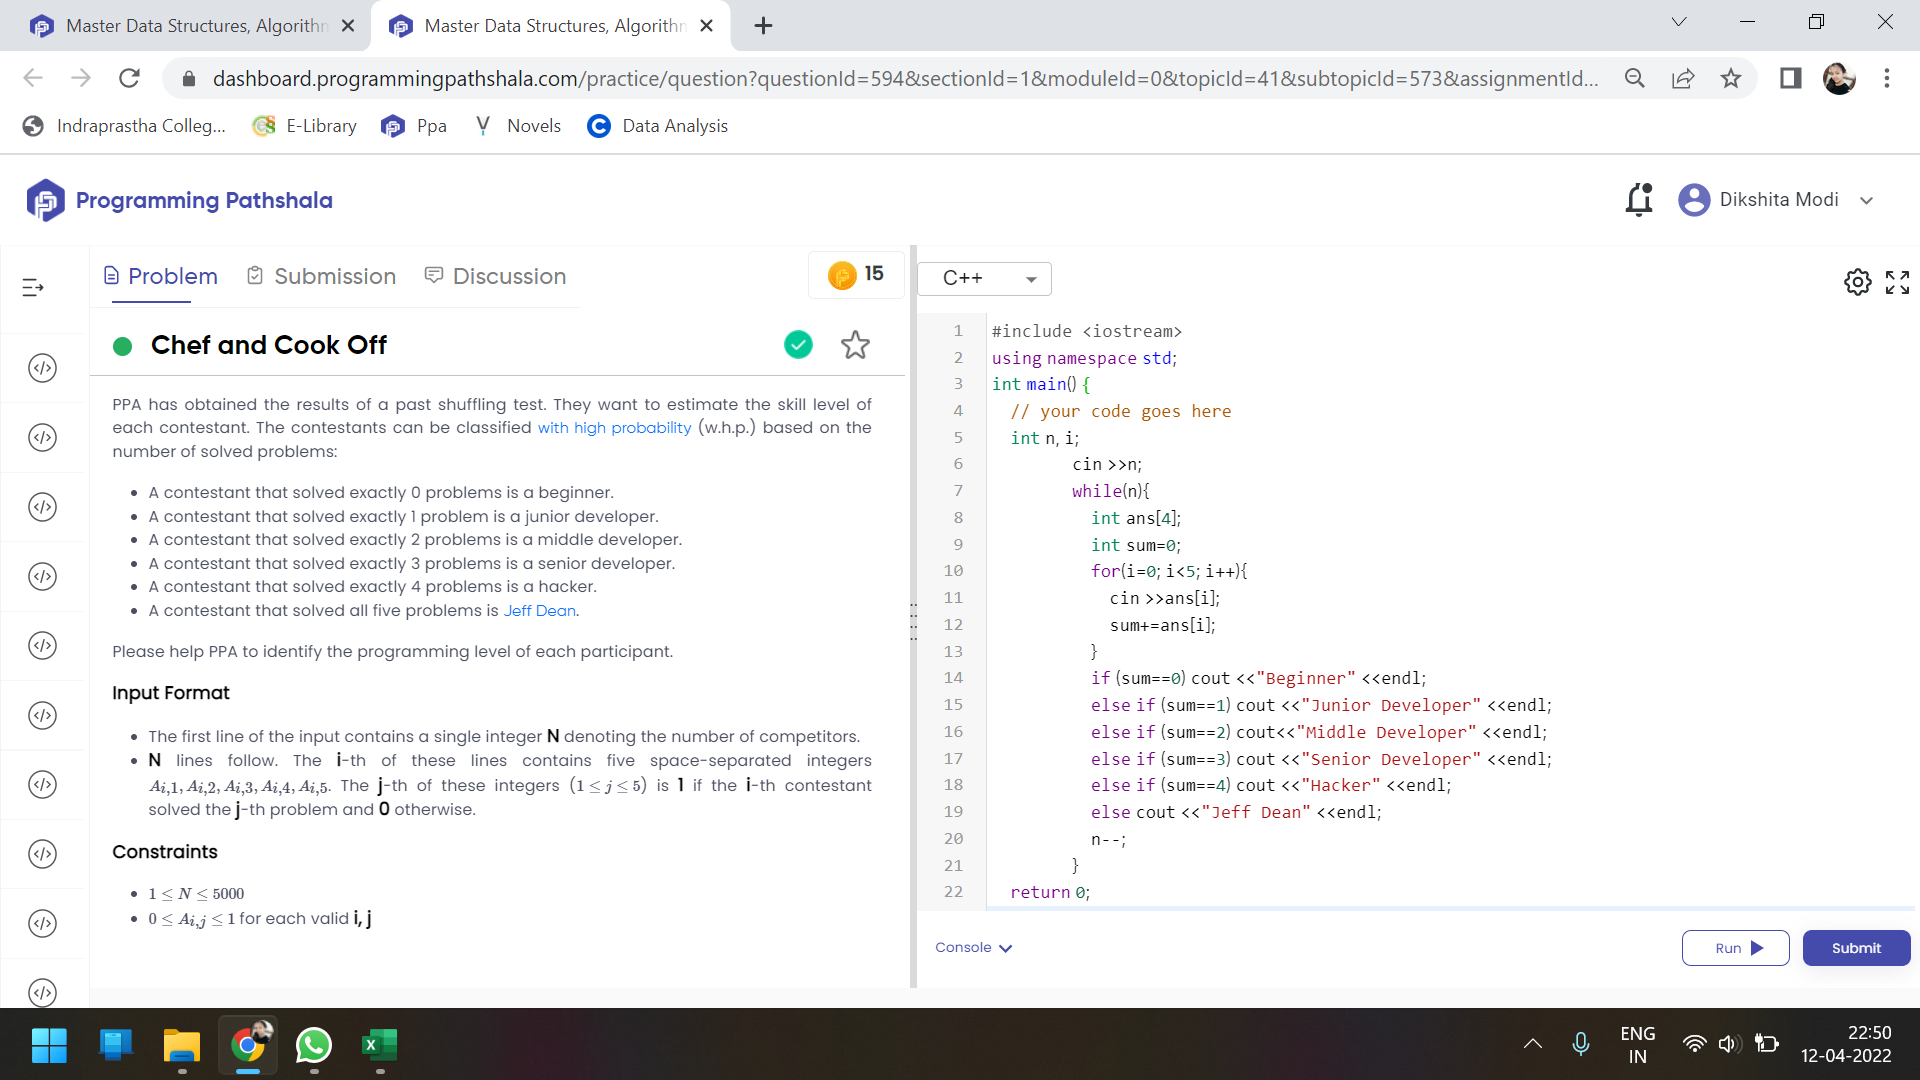 Master Data Structures, Algorithm
Master Data Structures, Algorithm
dashboard.programmingpathshala.com/practice/question?questionId=594&sectionId=1&moduleId=0&topicId=41&subtopicId=573&assignmentId...
Indraprastha Colleg...
E-Library
Ppa
Novels
Data Analysis
Programming Pathshala
Dikshita Modi
Problem
Submission
Discussion
15
C++
Chef and Cook Off
PPA has obtained the results of a past shuffling test. They want to estimate the skill level of
each contestant. The contestants can be classified with high probability (w.h.p.) based on the
number of solved problems:
• A contestant that solved exactly 0 problems is a beginner.
• A contestant that solved exactly 1 problem is a junior developer.
• A contestant that solved exactly 2 problems is a middle developer.
• A contestant that solved exactly 3 problems is a senior developer.
• A contestant that solved exactly 4 problems is a hacker.
• A contestant that solved all five problems is Jeff Dean.
Please help PPA to identify the programming level of each participant.
Input Format
• The first line of the input contains a single integer N denoting the number of competitors.
• N lines follow. The i-th of these lines contains five space-separated integers
Ai,1, Ai,2, Ai,3, Ai,4, Ai,5. The j-th of these integers (1 ≤ j ≤ 5) is 1 if the i-th contestant
solved the j-th problem and 0 otherwise.
Constraints
• 1 ≤ N ≤ 5000
• 0 ≤ Ai,j ≤ 1 for each valid i, j
1 #include <iostream>
2 using namespace std;
3 int main() {
4 // your code goes here
5 int n, i;
6 cin >>n;
7 while(n){
8 int ans[4];
9 int sum=0;
10 for(i=0; i<5; i++){
11 cin >>ans[i];
12 sum+=ans[i];
13 }
14 if (sum==0) cout <<"Beginner" <<endl;
15 else if (sum==1) cout <<"Junior Developer" <<endl;
16 else if (sum==2) cout<<"Middle Developer" <<endl;
17 else if (sum==3) cout <<"Senior Developer" <<endl;
18 else if (sum==4) cout <<"Hacker" <<endl;
19 else cout <<"Jeff Dean" <<endl;
20 n--;
21 }
22 return 0;
Console
Run
Submit
ENG
IN
22:50
12-04-2022